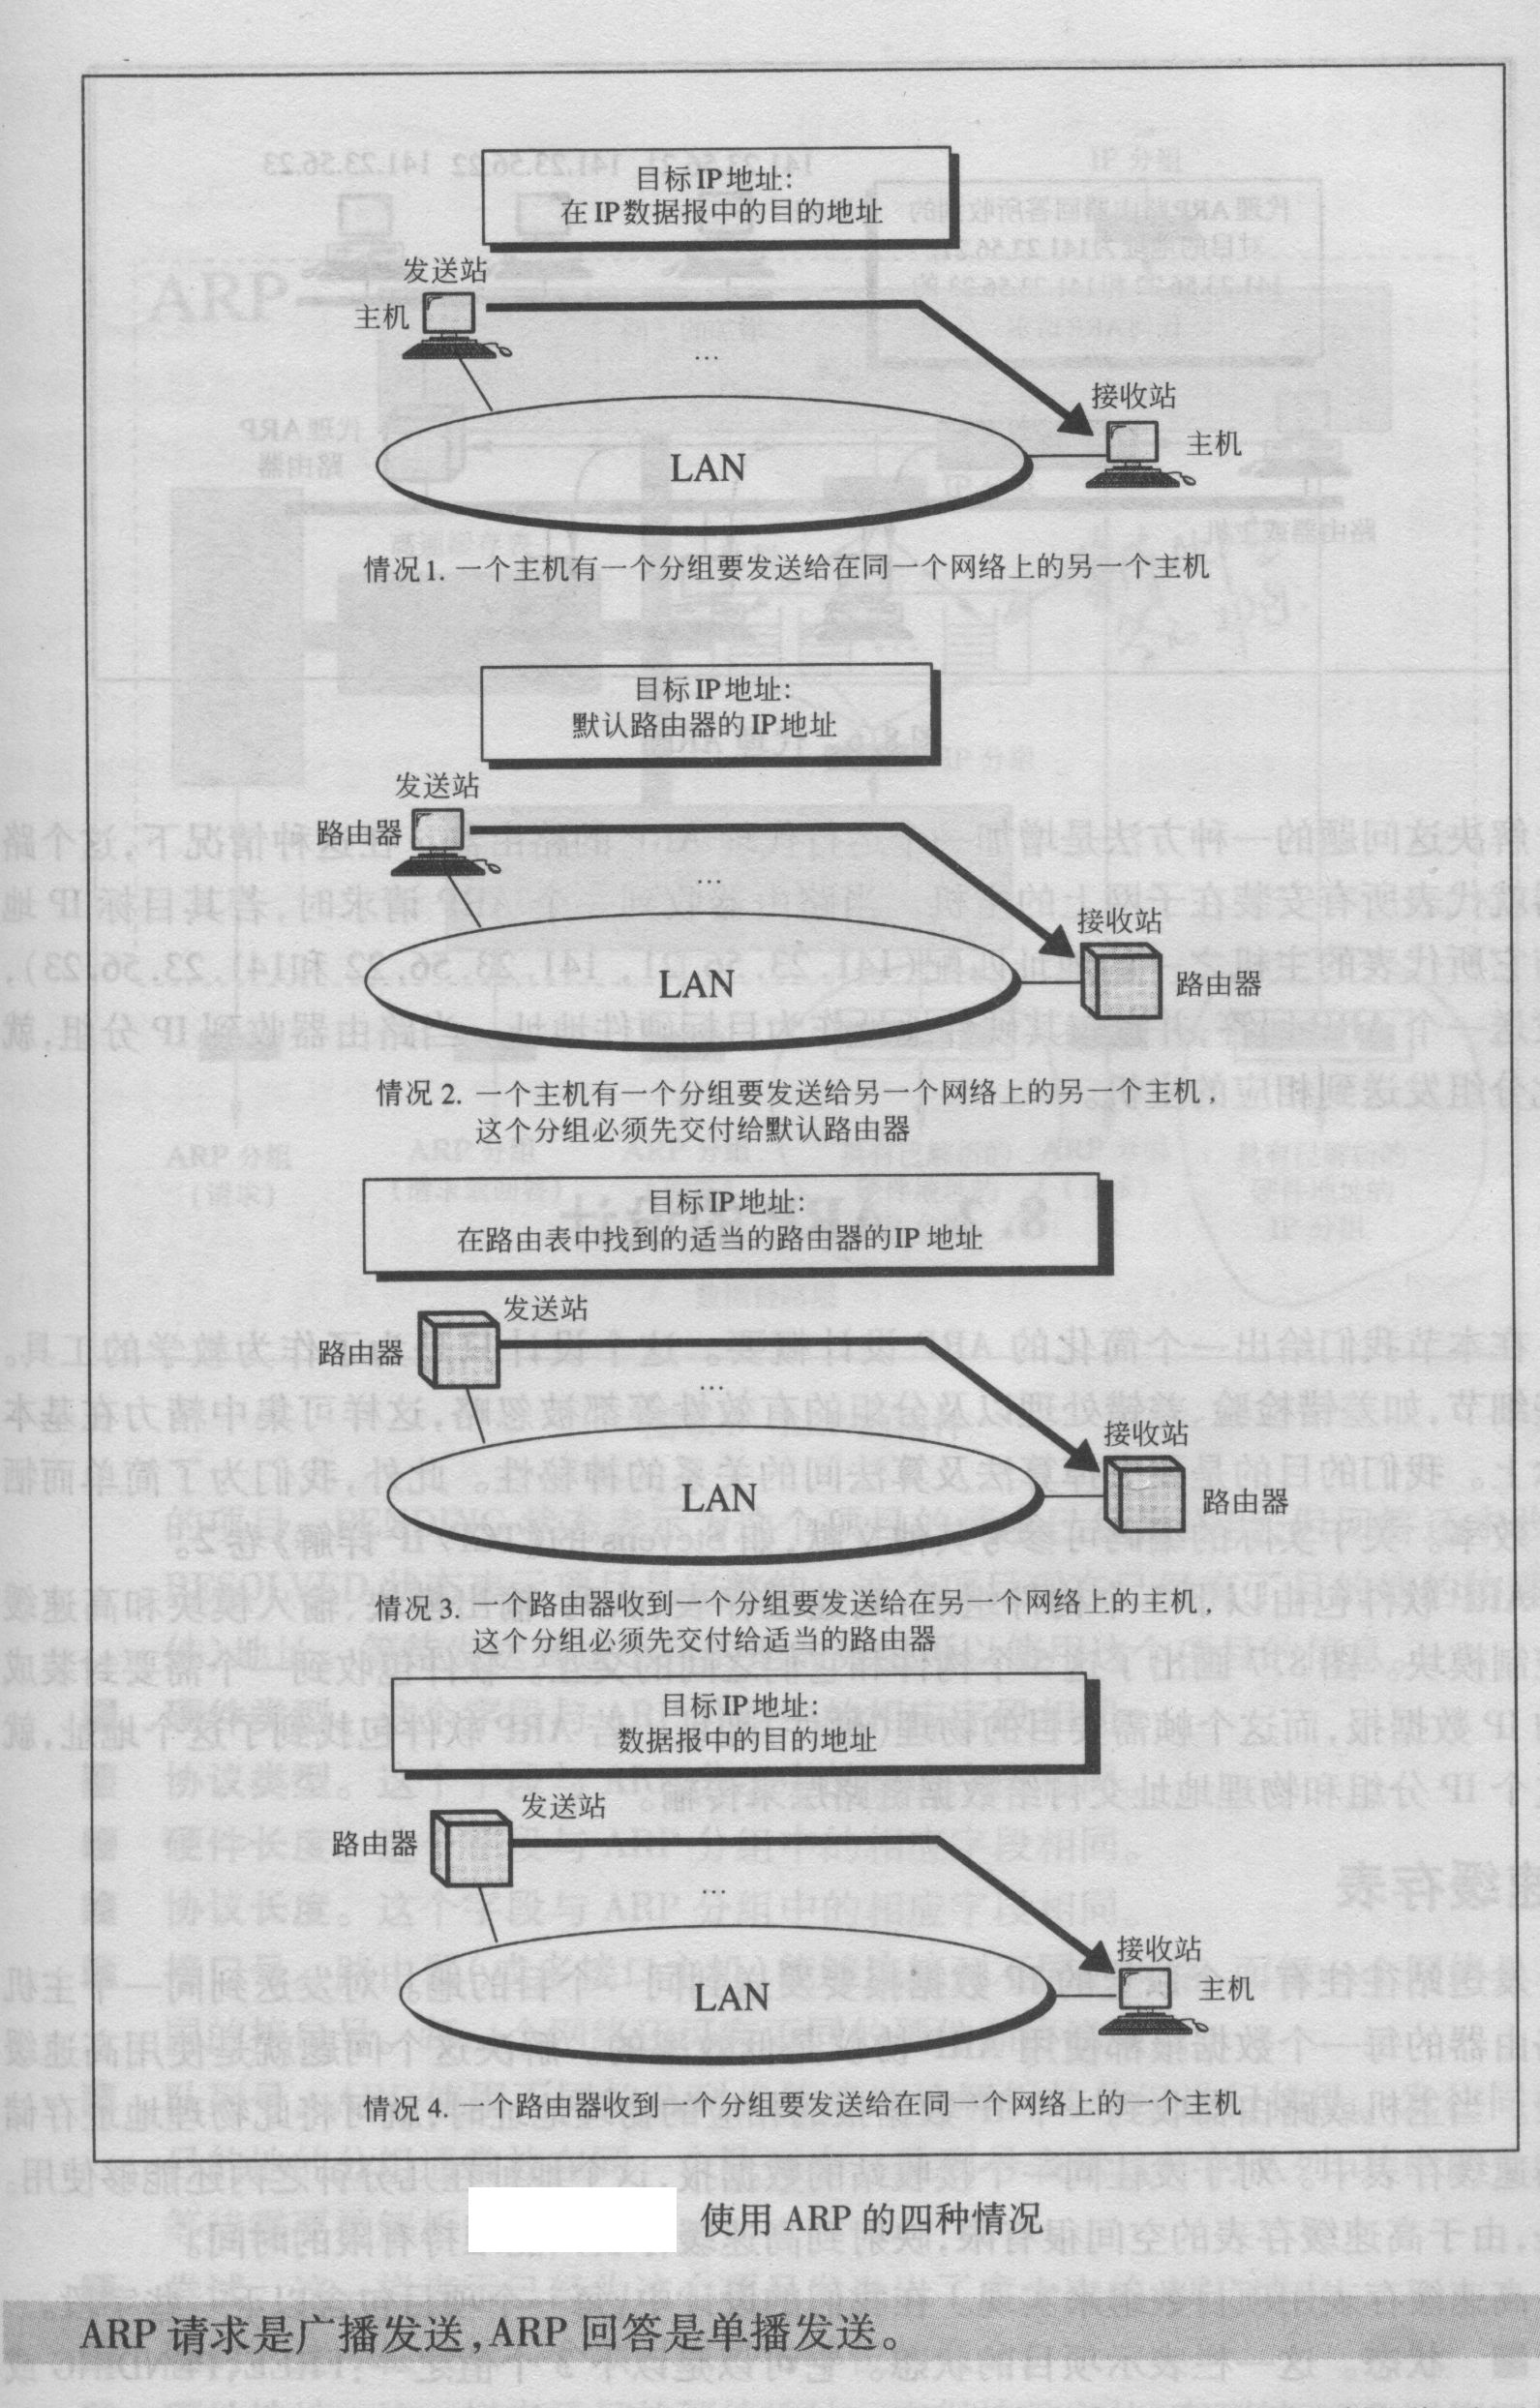 目标IP地址:
在IP数据报中的目的地址
发送站
主机
...
接收站
主机
LAN
情况1. 一个主机有一个分组要发送给在同一个网络上的另一个主机
目标IP地址:
默认路由器的IP地址
发送站
路由器
...
接收站
路由器
LAN
情况 2. 一个主机有一个分组要发送给另一个网络上的另一个主机,
这个分组必须先交付给默认路由器
目标IP地址:
在路由表中找到的适当的路由器的IP 地址
发送站
路由器
...
接收站
路由器
LAN
情况 3. 一个路由器收到一个分组要发送给在另一个网络上的主机,
这个分组必须先交付给适当的路由器
目标IP地址:
数据报中的目的地址
发送站
路由器
...
接收站
主机
LAN
情况 4. 一个路由器收到一个分组要发送给在同一个网络上的一个主机
使用 ARP 的四种情况
ARP 请求是广播发送,ARP 回答是单播发送。